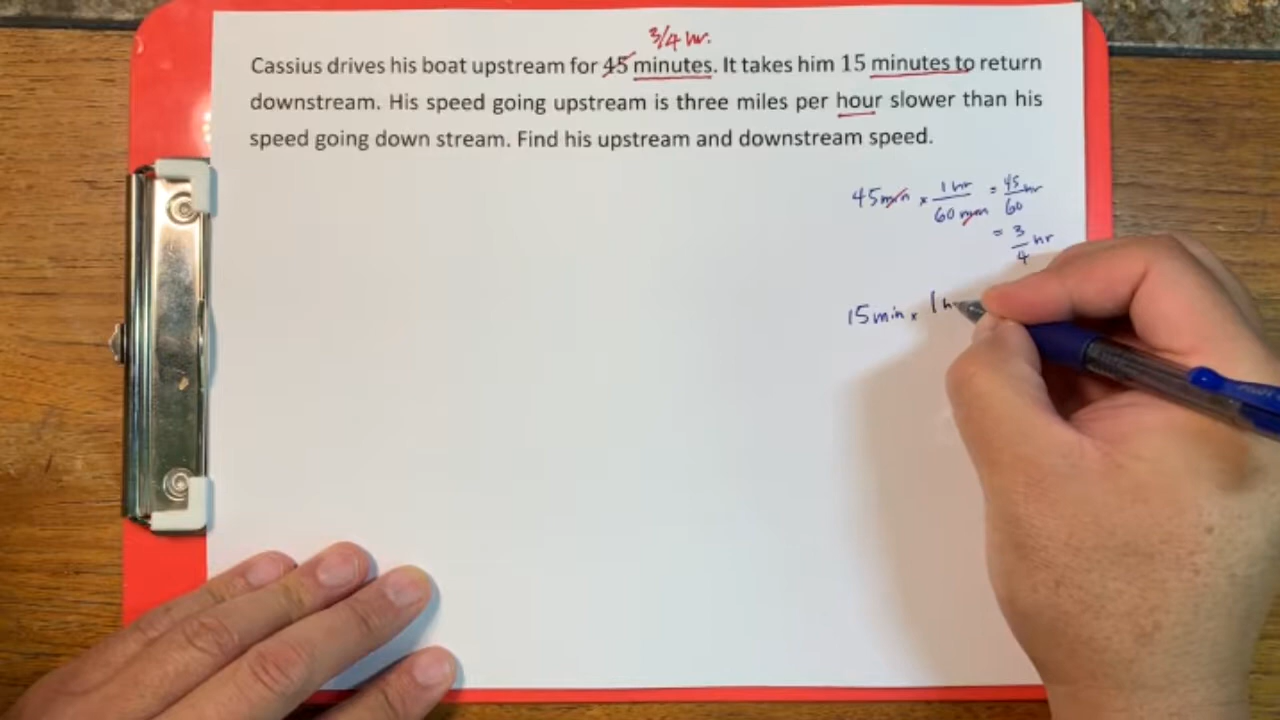 3/4 hr.
Cassius drives his boat upstream for 45 minutes. It takes him 15 minutes to return
downstream. His speed going upstream is three miles per hour slower than his
speed going down stream. Find his upstream and downstream speed.
45 min × 1 hr / 60 min = 45/60 hr
= 3/4 hr
15 min × 1 h